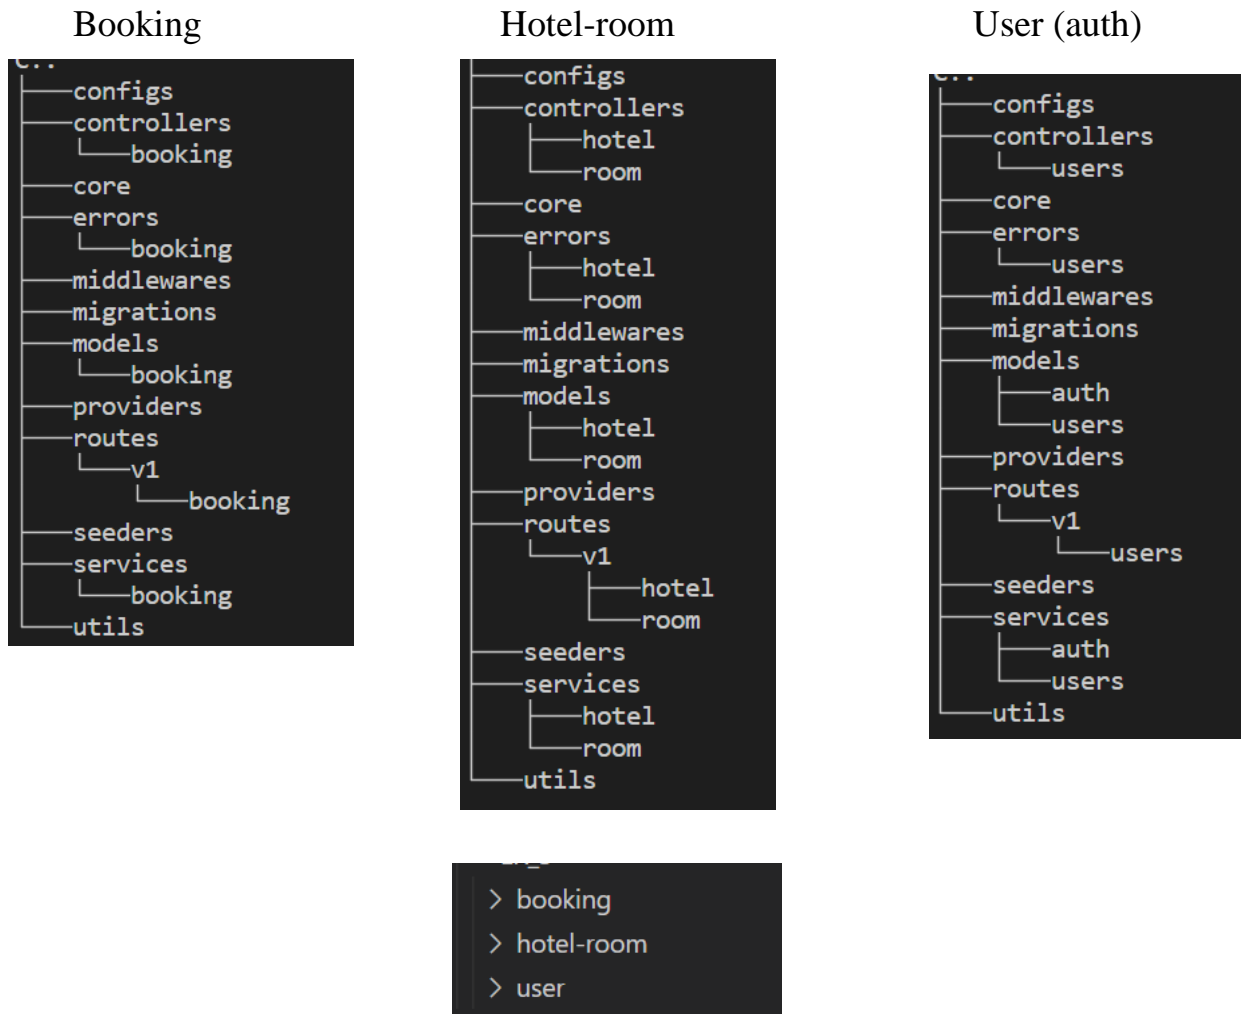 Booking
configs
controllers
booking
core
errors
booking
middlewares
migrations
models
booking
providers
routes
v1
booking
seeders
services
booking
utils
Hotel-room
configs
controllers
hotel
room
core
errors
hotel
room
middlewares
migrations
models
hotel
room
providers
routes
v1
hotel
room
seeders
services
hotel
room
utils
User (auth)
configs
controllers
users
core
errors
users
middlewares
migrations
models
auth
users
providers
routes
v1
users
seeders
services
auth
users
utils
> booking
> hotel-room
> user